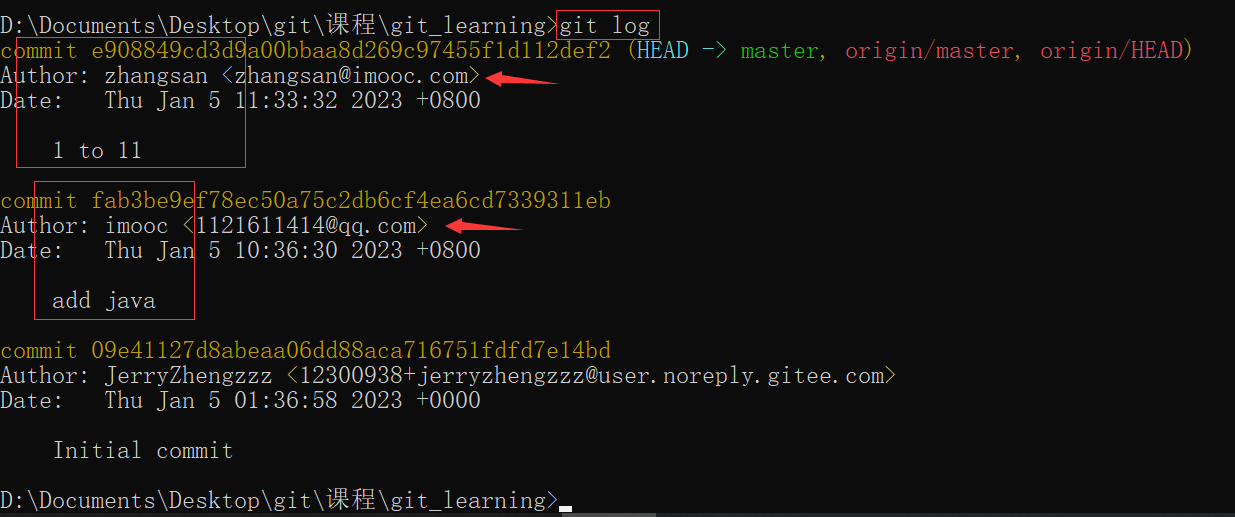 D:\Documents\Desktop\git\课程\git_learning>git log
commit e908849cd3d9a00bbaa8d269c97455f1d112def2 (HEAD -> master, origin/master, origin/HEAD)
Author: zhangsan <zhangsan@imooc.com>
Date:   Thu Jan 5 11:33:32 2023 +0800
1 to 11
commit fab3be9ef78ec50a75c2db6cf4ea6cd7339311eb
Author: imooc <1121611414@qq.com>
Date:   Thu Jan 5 10:36:30 2023 +0800
add java
commit 09e41127d8abeaa06dd88aca716751fdfd7e14bd
Author: JerryZhengzzz <12300938+jerryzhengzzz@user.noreply.gitee.com>
Date:   Thu Jan 5 01:36:58 2023 +0000
Initial commit
D:\Documents\Desktop\git\课程\git_learning>